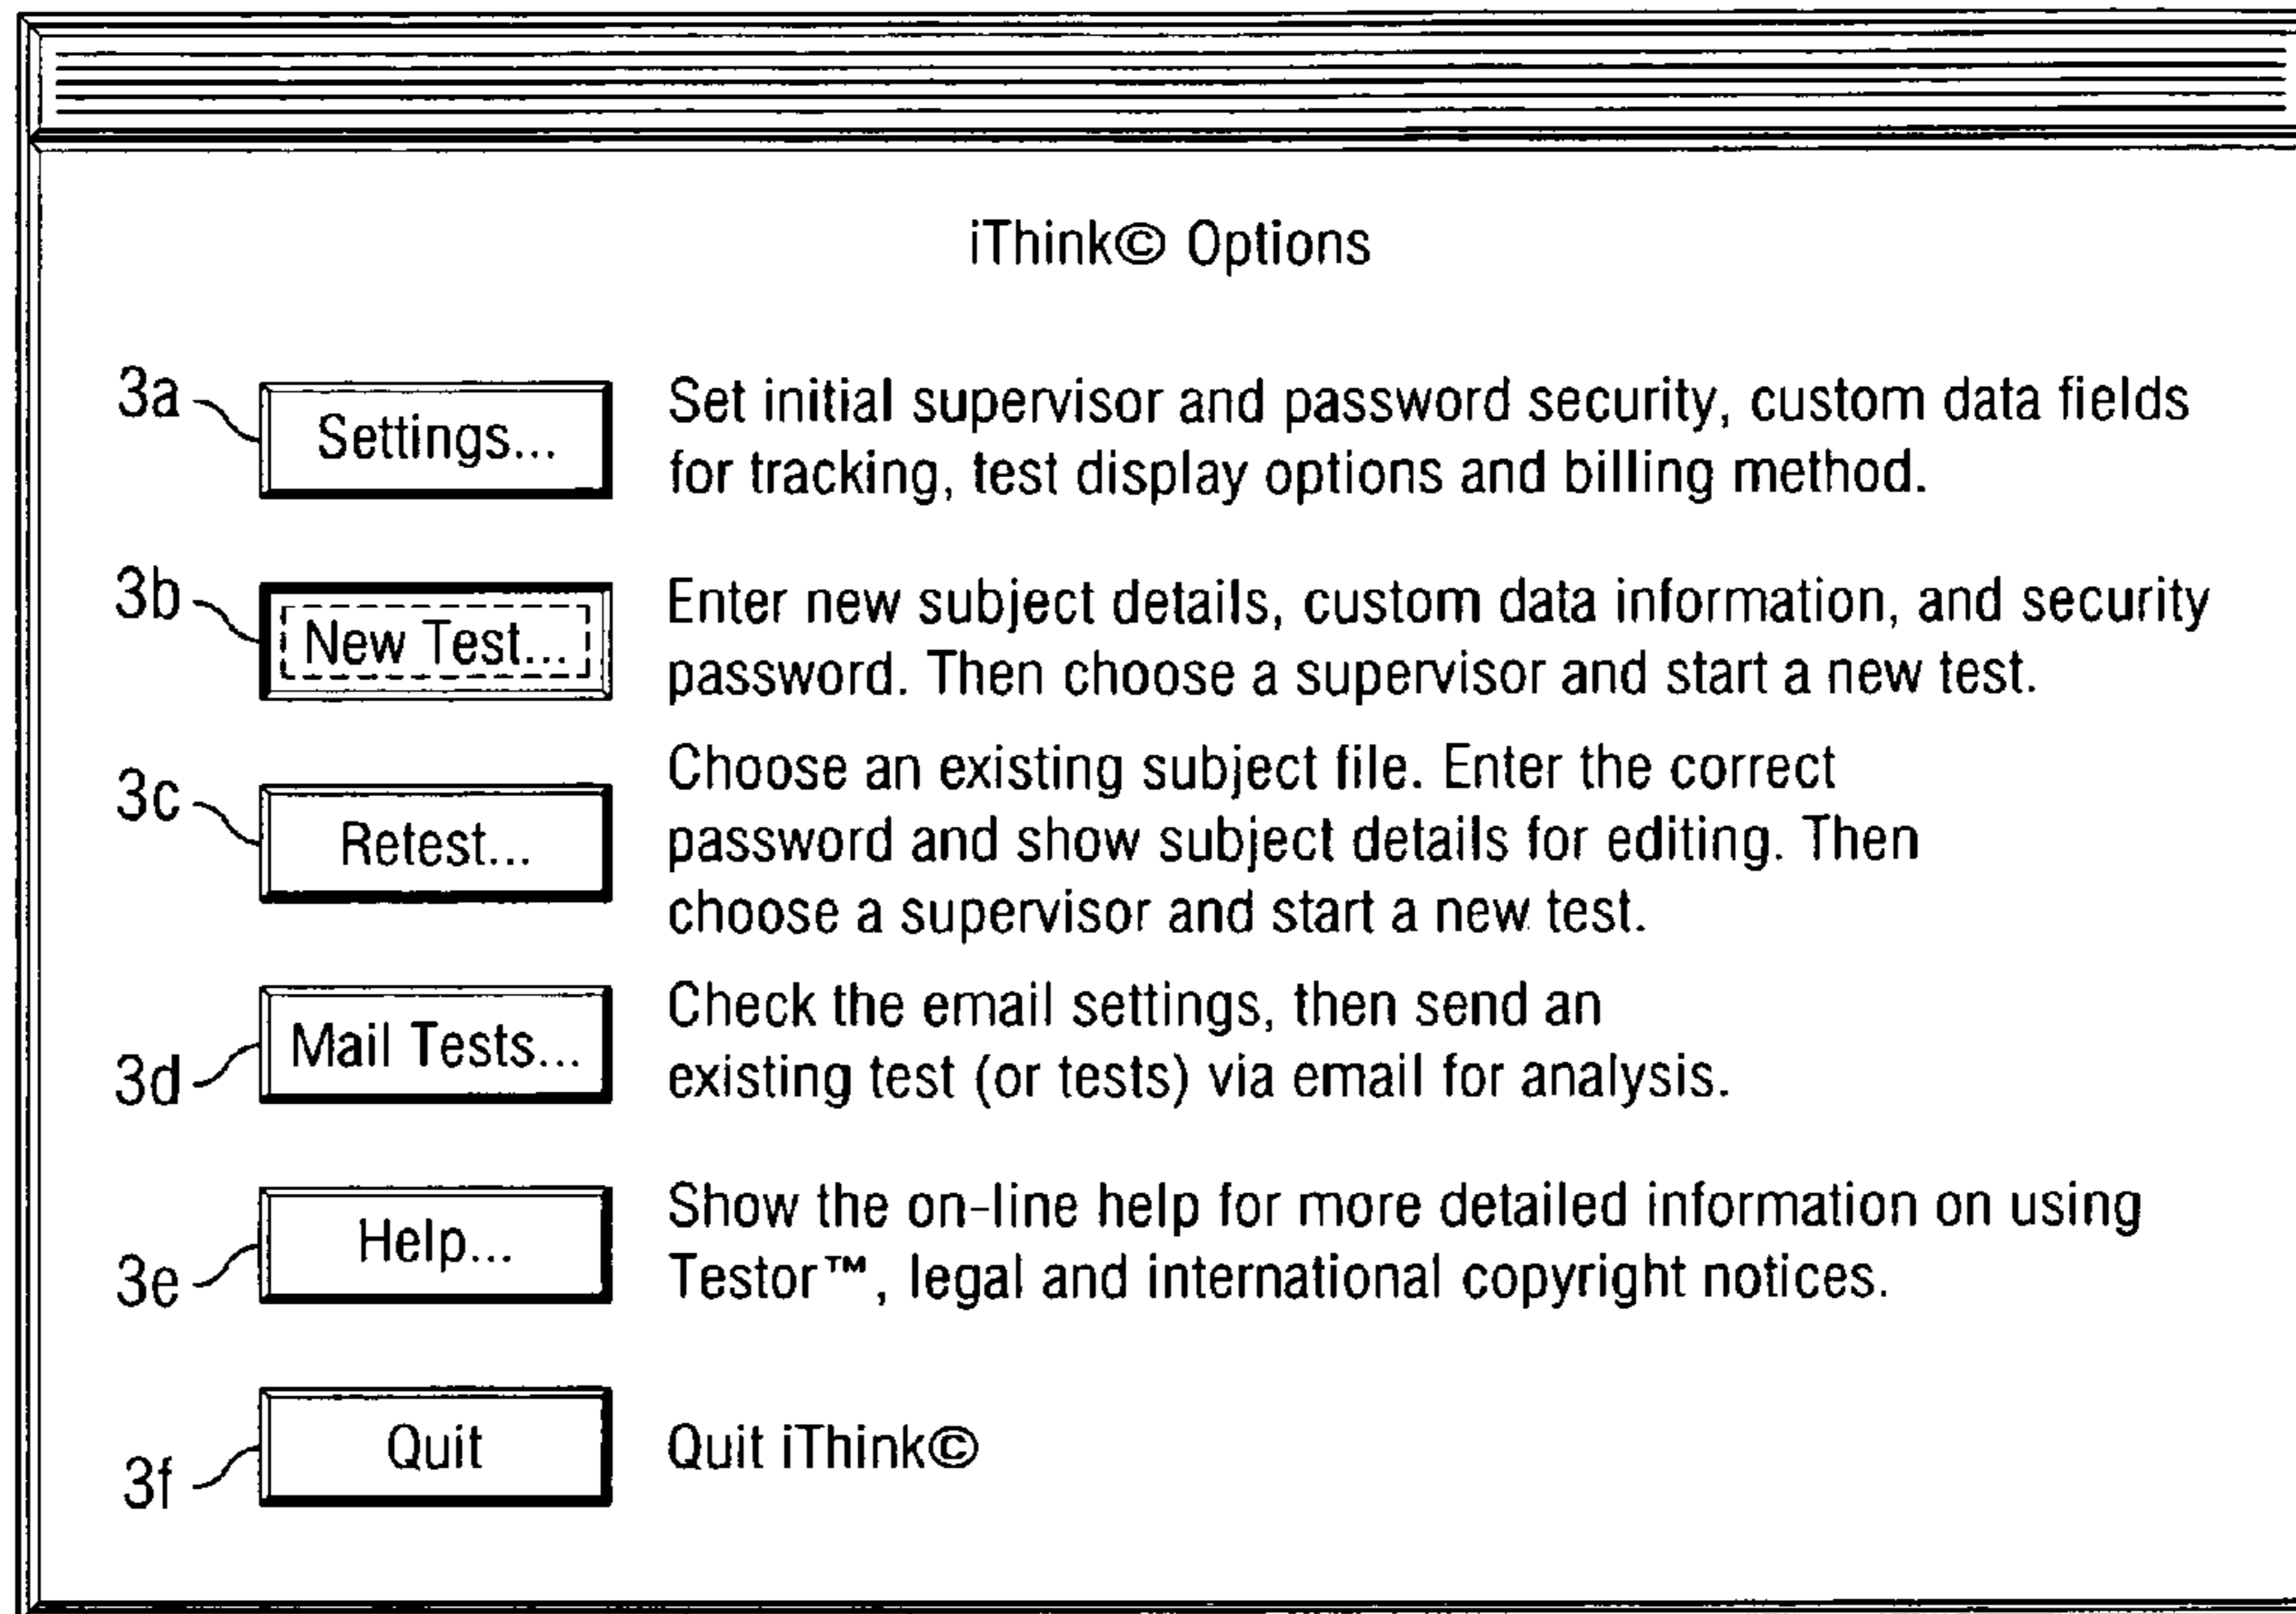 iThink© Options
3a
Settings...
Set initial supervisor and password security, custom data fields
for tracking, test display options and billing method.
3b
New Test...
Enter new subject details, custom data information, and security
password. Then choose a supervisor and start a new test.
3c
Retest...
Choose an existing subject file. Enter the correct
password and show subject details for editing. Then
choose a supervisor and start a new test.
3d
Mail Tests...
Check the email settings, then send an
existing test (or tests) via email for analysis.
3e
Help...
Show the on-line help for more detailed information on using
Testor™, legal and international copyright notices.
3f
Quit
Quit iThink©